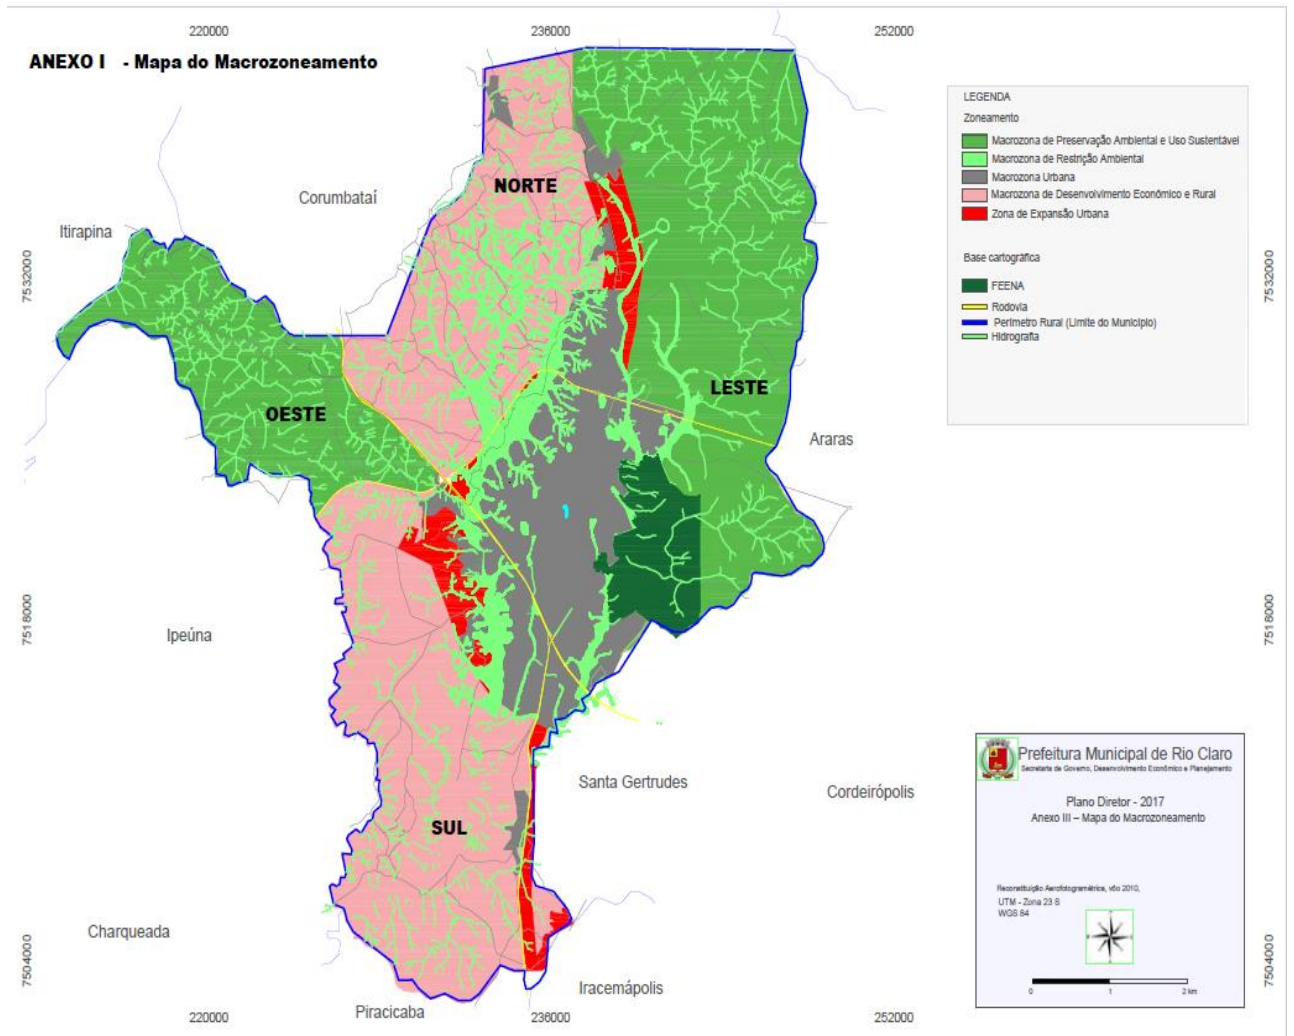 220000
236000
252000
ANEXO I - Mapa do Macrozoneamento
LEGENDA
Zoneamento
Macrozona de Preservação Ambiental e Uso Sustentável
Macrozona de Restrição Ambiental
Macrozona Urbana
Macrozona de Desenvolvimento Econômico e Rural
Zona de Expansão Urbana
Base cartográfica
FEENA
Rodovia
Perímetro Rural (Limite do Município)
Hidrografia
NORTE
Corumbataí
Itirapina
7532000
7532000
LESTE
OESTE
Araras
7518000
7518000
Ipeúna
Santa Gertrudes
Cordeirópolis
SUL
Charqueada
7504000
7504000
Iracemápolis
Piracicaba
220000
236000
252000
Prefeitura Municipal de Rio Claro
Secretaria de Governo, Desenvolvimento Econômico e Planejamento
Plano Diretor - 2017
Anexo III – Mapa do Macrozoneamento
Reconstituição Aerofotogramétrica, vôo 2010,
UTM - Zona 23 S
WGS 84
0
1
2 km